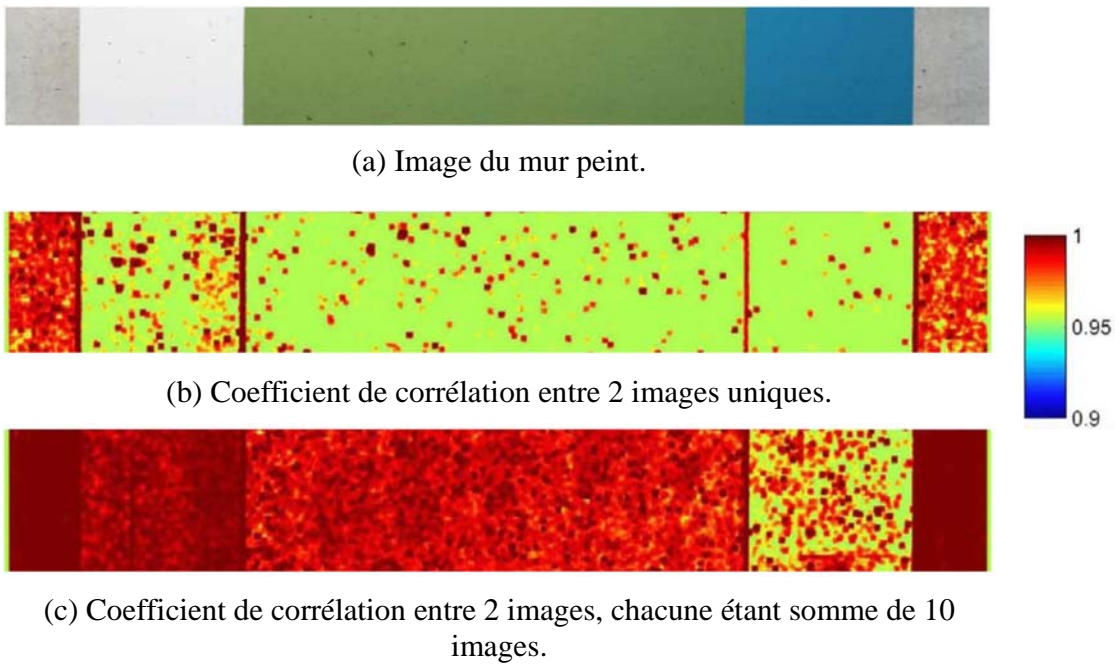 (a) Image du mur peint.
1
0.95
0.9
(b) Coefficient de corrélation entre 2 images uniques.
(c) Coefficient de corrélation entre 2 images, chacune étant somme de 10
images.